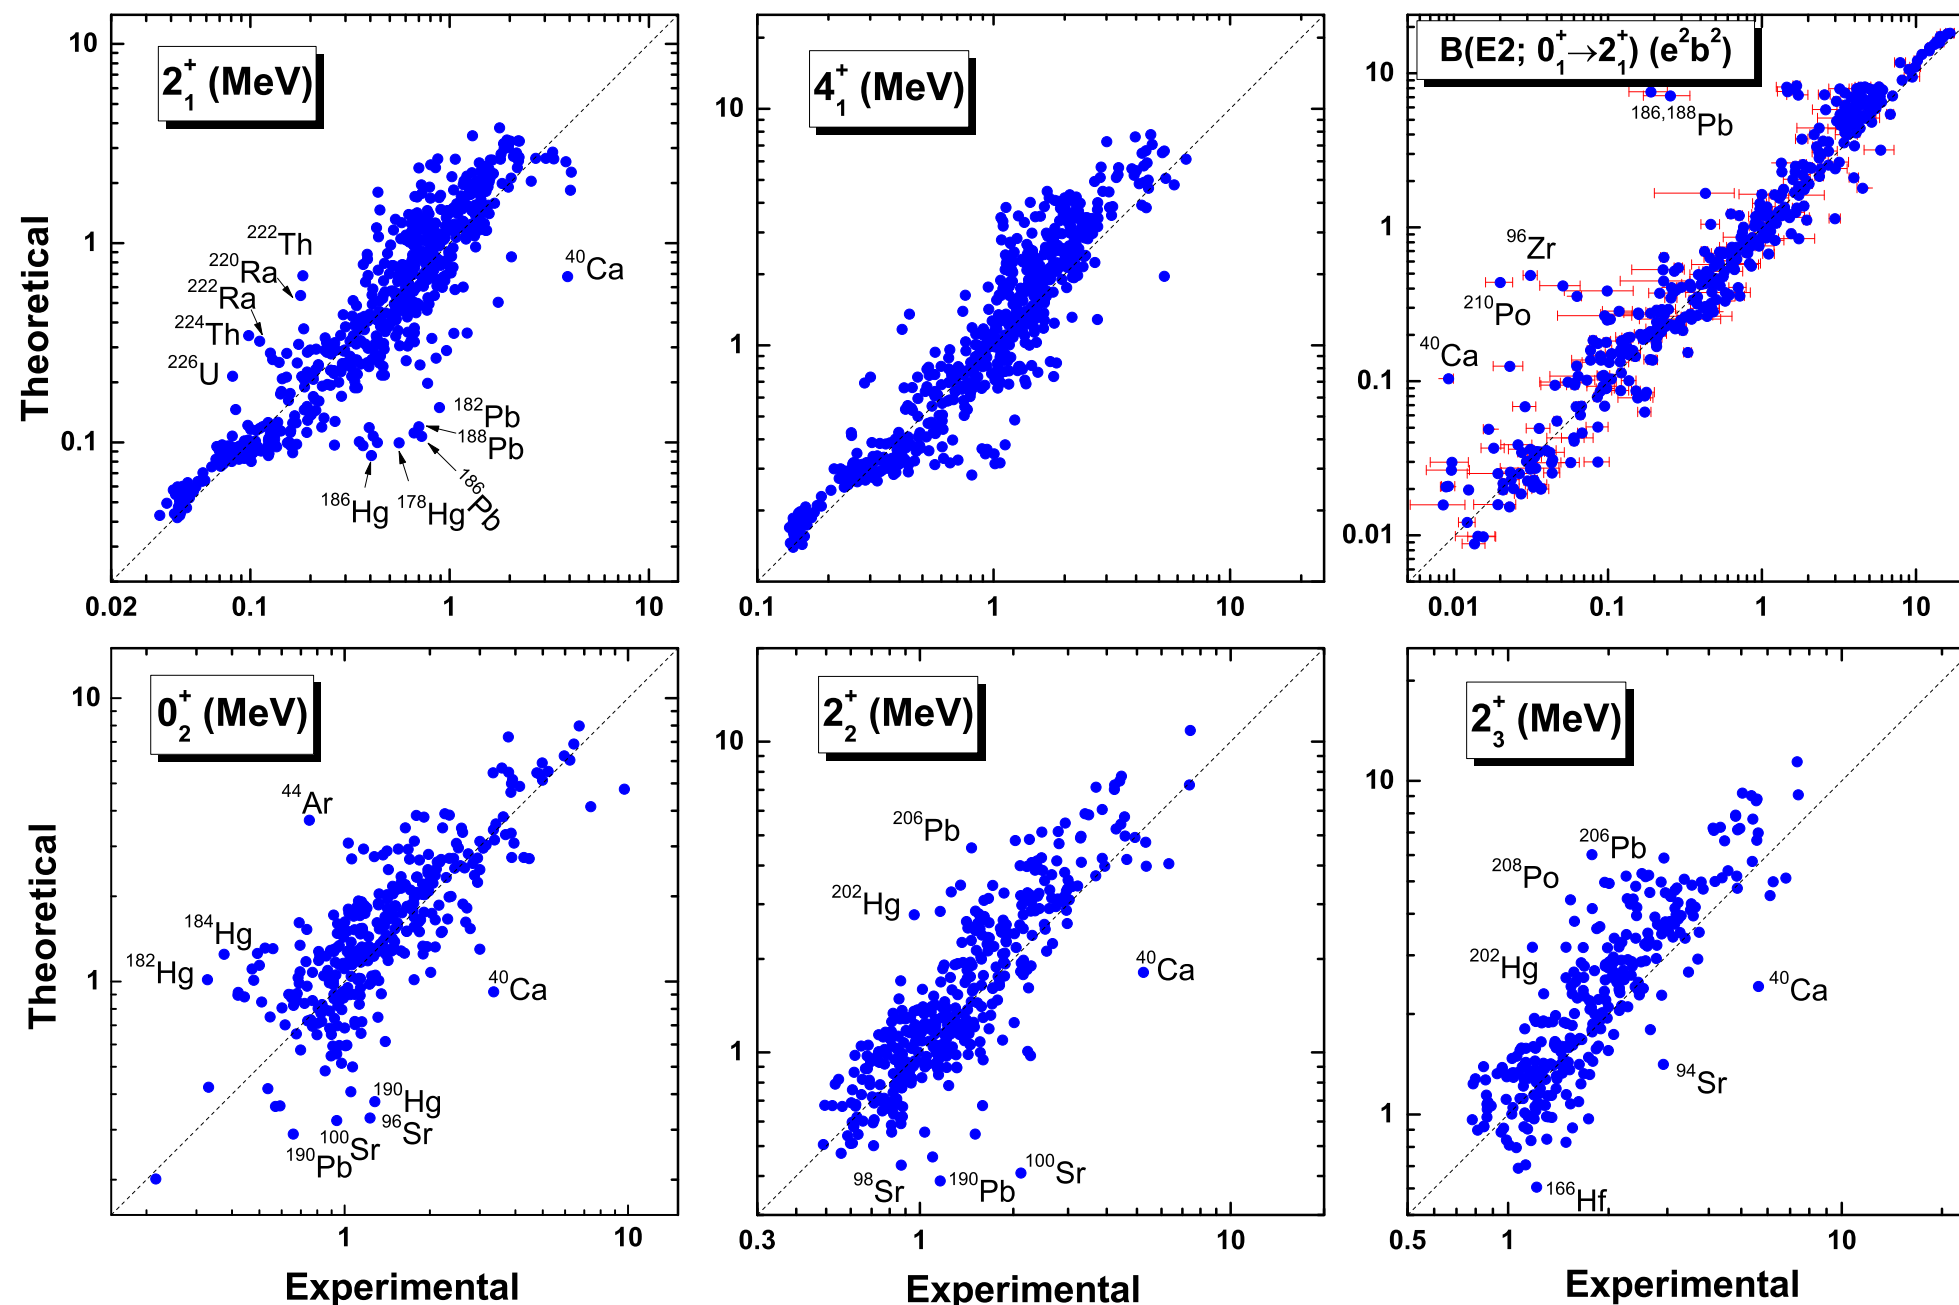 2₁⁺ (MeV)
10
1
0.1
0.02
0.1
1
10
Theoretical
²²²Th
²²⁰Ra
²²²Ra
²²⁴Th
²²⁶U
⁴⁰Ca
¹⁸²Pb
¹⁸⁸Pb
¹⁸⁶Pb
¹⁸⁶Hg
¹⁷⁸Hg
4₁⁺ (MeV)
10
1
0.1
1
10
B(E2; 0₁⁺→2₁⁺) (e²b²)
10
1
0.1
0.01
0.01
0.1
1
10
¹⁸⁶,¹⁸⁸Pb
⁹⁶Zr
²¹⁰Po
⁴⁰Ca
0₂⁺ (MeV)
10
1
1
10
Theoretical
Experimental
⁴⁴Ar
¹⁸⁴Hg
¹⁸²Hg
⁴⁰Ca
¹⁹⁰Hg
⁹⁶Sr
¹⁰⁰Sr
¹⁹⁰Pb
2₂⁺ (MeV)
10
1
0.3
1
10
Experimental
²⁰⁶Pb
²⁰²Hg
⁴⁰Ca
⁹⁸Sr
¹⁹⁰Pb
¹⁰⁰Sr
2₃⁺ (MeV)
10
1
0.5
1
10
Experimental
²⁰⁶Pb
²⁰⁸Po
²⁰²Hg
⁴⁰Ca
⁹⁴Sr
¹⁶⁶Hf